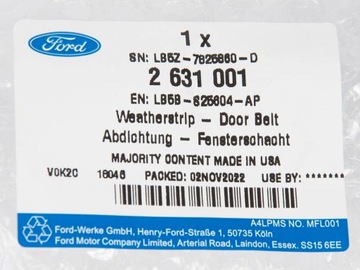 Ford
1 x
SN: LB5Z-7825860-D
2 631 001
EN: LB5B-S25604-AP
Weatherstrip - Door Belt
Abdichtung - Fensterschacht
MAJORITY CONTENT MADE IN USA
V0K2C 18046 PACKED: 02NOV2022 USE BY: *******
A4LPMS NO. MFL001
Ford-Werke GmbH, Henry-Ford-Straße 1, 50735 Köln
Ford Motor Company Limited, Arterial Road, Laindon, Essex. SS15 6EE